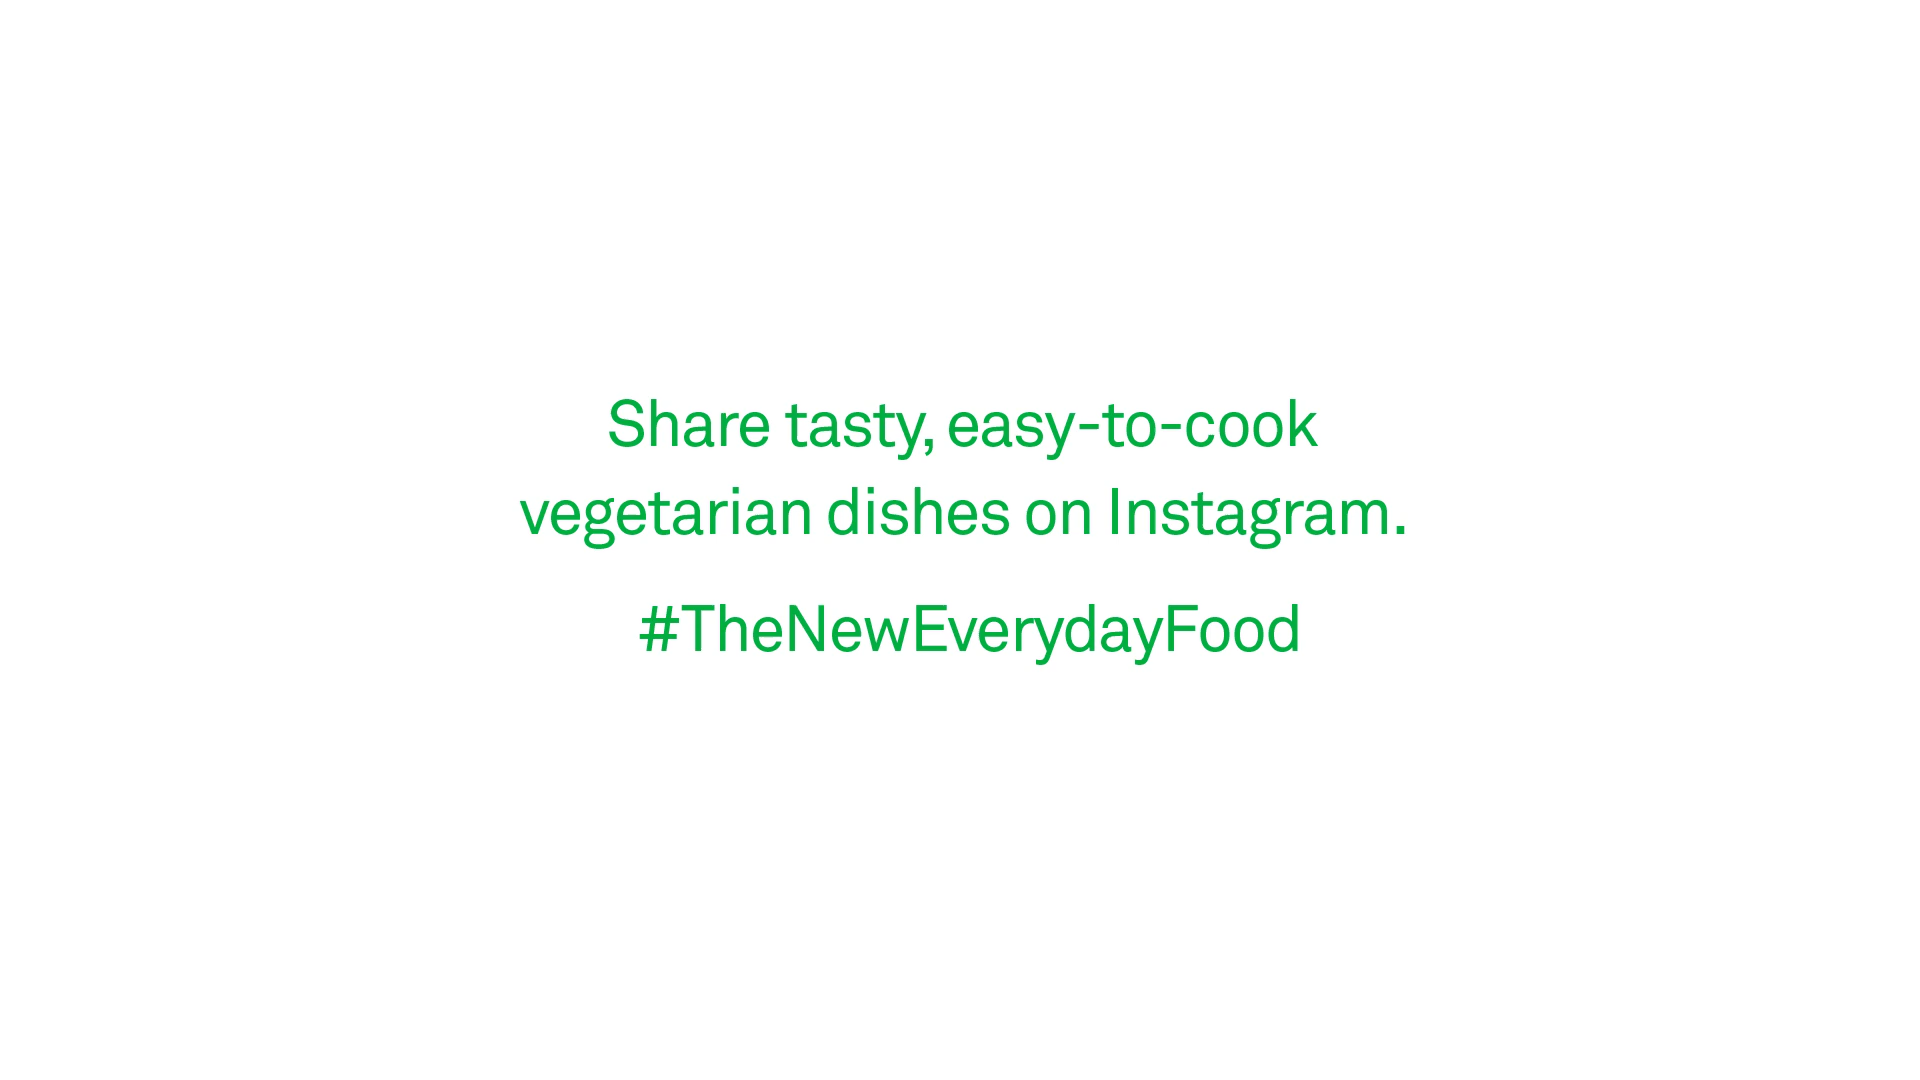 Share tasty, easy-to-cook
vegetarian dishes on Instagram.
#TheNewEverydayFood